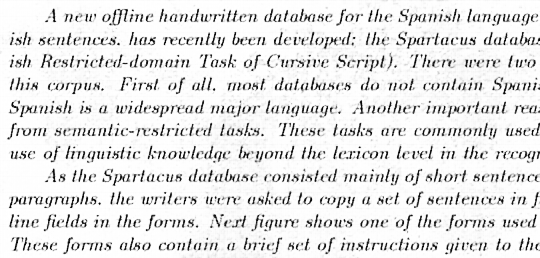 A new offline handwritten database for the Spanish language
ish sentences, has recently been developed: the Spartacus databas
ish Restricted-domain Task of Cursive Script). There were two
this corpus. First of all, most databases do not contain Spani
Spanish is a widespread major language. Another important rea
from semantic-restricted tasks. These tasks are commonly used
use of linguistic knowledge beyond the lexicon level in the recogn
As the Spartacus database consisted mainly of short sentence
paragraphs, the writers were asked to copy a set of sentences in f
line fields in the forms. Next figure shows one of the forms used
These forms also contain a brief set of instructions given to the